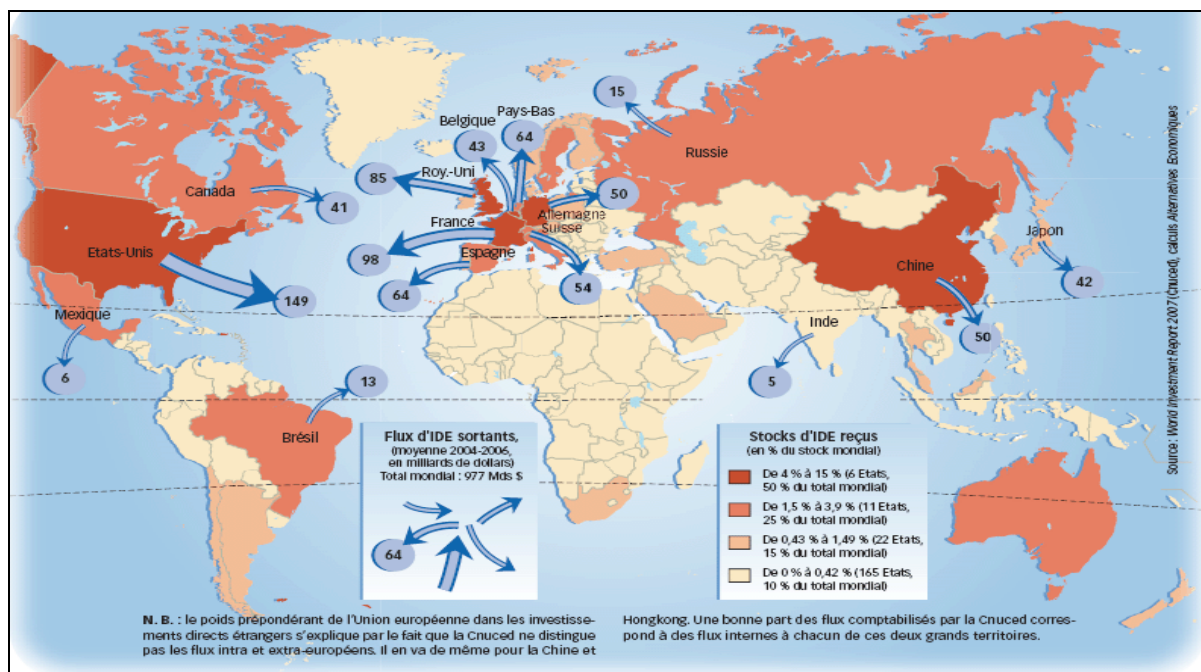 15
Pays-Bas
Belgique
64
43
Roy.-Uni
85
Russie
Canada
50
41
France
Allemagne
Suisse
Japon
Etats-Unis
Espagne
Chine
98
64
54
42
149
Mexique
Inde
50
6
13
5
Brésil
Flux d'IDE sortants,
(moyenne 2004-2006,
en milliards de dollars)
Total mondial : 977 Mds $
64
Stocks d'IDE reçus
(en % du stock mondial)
De 4 % à 15 % (6 Etats,
50 % du total mondial)
De 1,5 % à 3,9 % (11 Etats,
25 % du total mondial)
De 0,43 % à 1,49 % (22 Etats,
15 % du total mondial)
De 0 % à 0,42 % (165 Etats,
10 % du total mondial)
Source : World Investment Report 2007 (Cnuced), calculs Alternatives Economiques
N. B. : le poids prépondérant de l'Union européenne dans les investisse-
ments directs étrangers s'explique par le fait que la Cnuced ne distingue
pas les flux intra et extra-européens. Il en va de même pour la Chine et
Hongkong. Une bonne part des flux comptabilisés par la Cnuced corres-
pond à des flux internes à chacun de ces deux grands territoires.